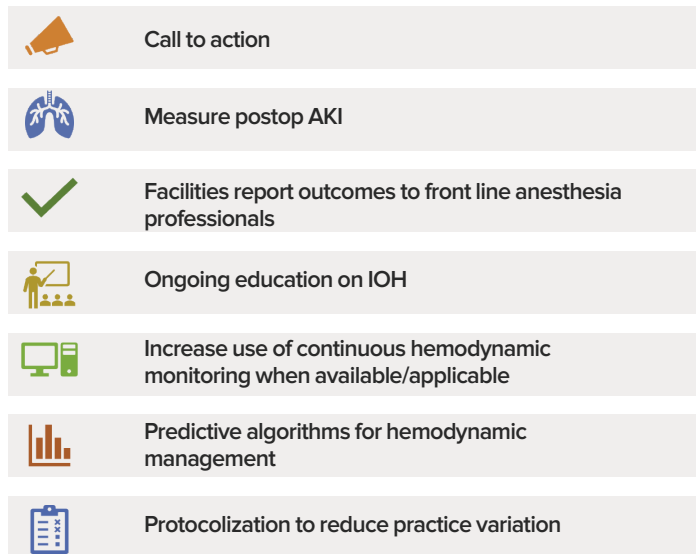 Call to action
Measure postop AKI
Facilities report outcomes to front line anesthesia
professionals
Ongoing education on IOH
Increase use of continuous hemodynamic
monitoring when available/applicable
Predictive algorithms for hemodynamic
management
Protocolization to reduce practice variation